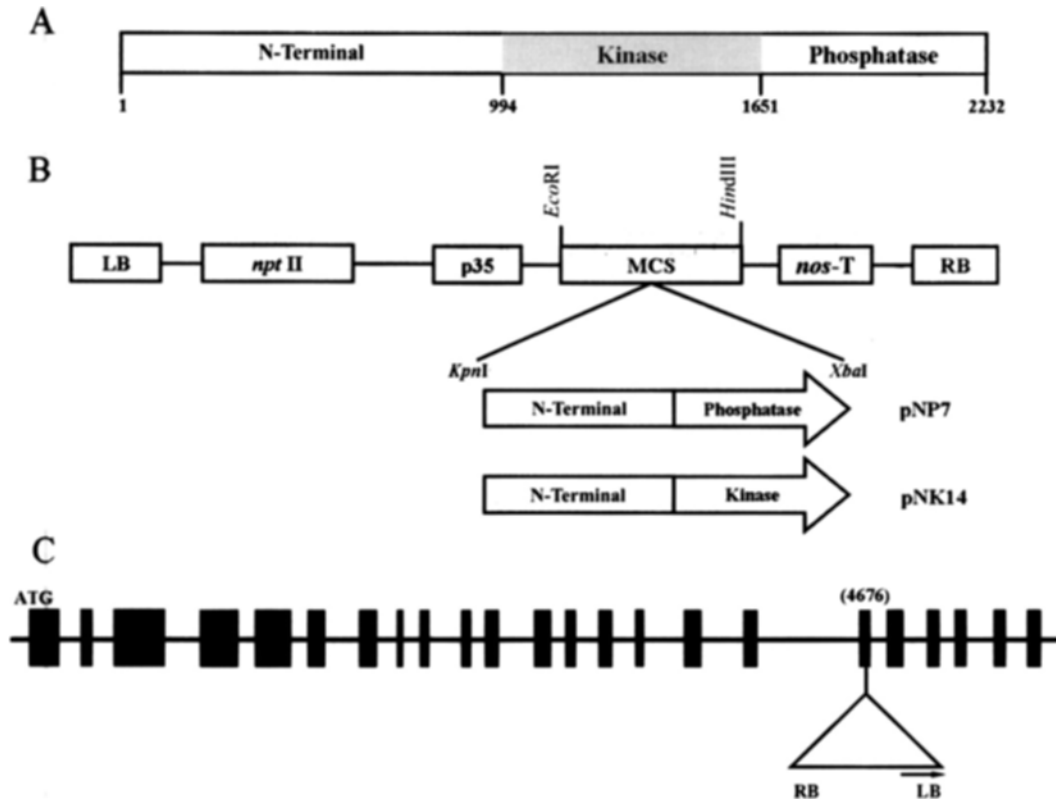 A
N-Terminal Kinase Phosphatase
1 994 1651 2232
B
EcoRI HindIII
LB npt II p35 MCS nos-T RB
KpnI XbaI
N-Terminal Phosphatase pNP7
N-Terminal Kinase pNK14
C
ATG (4676)
RB LB